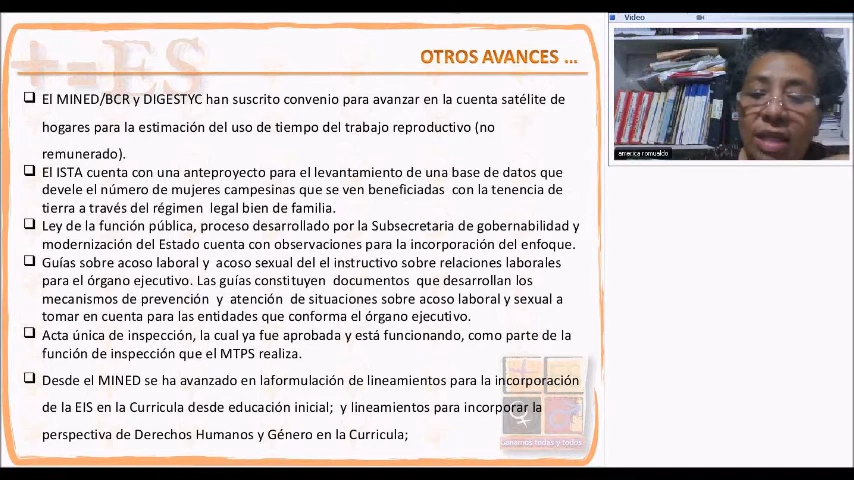 Video
+=ES
OTROS AVANCES ...
El MINED/BCR y DIGESTYC han suscrito convenio para avanzar en la cuenta satélite de
hogares para la estimación del uso de tiempo del trabajo reproductivo (no
remunerado).
El ISTA cuenta con una anteproyecto para el levantamiento de una base de datos que
devele el número de mujeres campesinas que se ven beneficiadas con la tenencia de
tierra a través del régimen legal bien de familia.
Ley de la función pública, proceso desarrollado por la Subsecretaria de gobernabilidad y
modernización del Estado cuenta con observaciones para la incorporación del enfoque.
Guías sobre acoso laboral y acoso sexual del el instructivo sobre relaciones laborales
para el órgano ejecutivo. Las guías constituyen documentos que desarrollan los
mecanismos de prevención y atención de situaciones sobre acoso laboral y sexual a
tomar en cuenta para las entidades que conforma el órgano ejecutivo.
Acta única de inspección, la cual ya fue aprobada y está funcionando, como parte de la
función de inspección que el MTPS realiza.
Desde el MINED se ha avanzado en laformulación de lineamientos para la incorporación
de la EIS en la Curricula desde educación inicial; y lineamientos para incorporar la
perspectiva de Derechos Humanos y Género en la Curricula;
Ganamos todas y todos
america romualdo